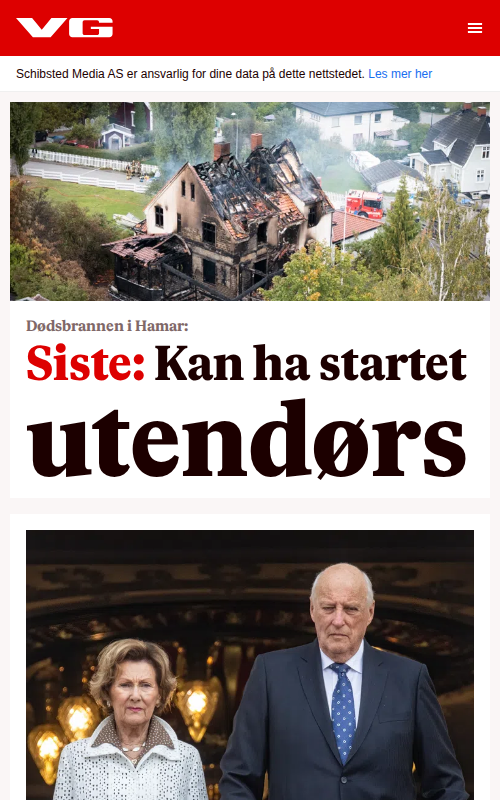 VG
Schibsted Media AS er ansvarlig for dine data på dette nettstedet. Les mer her
Dødsbrannen i Hamar:
Siste: Kan ha startet
utendørs